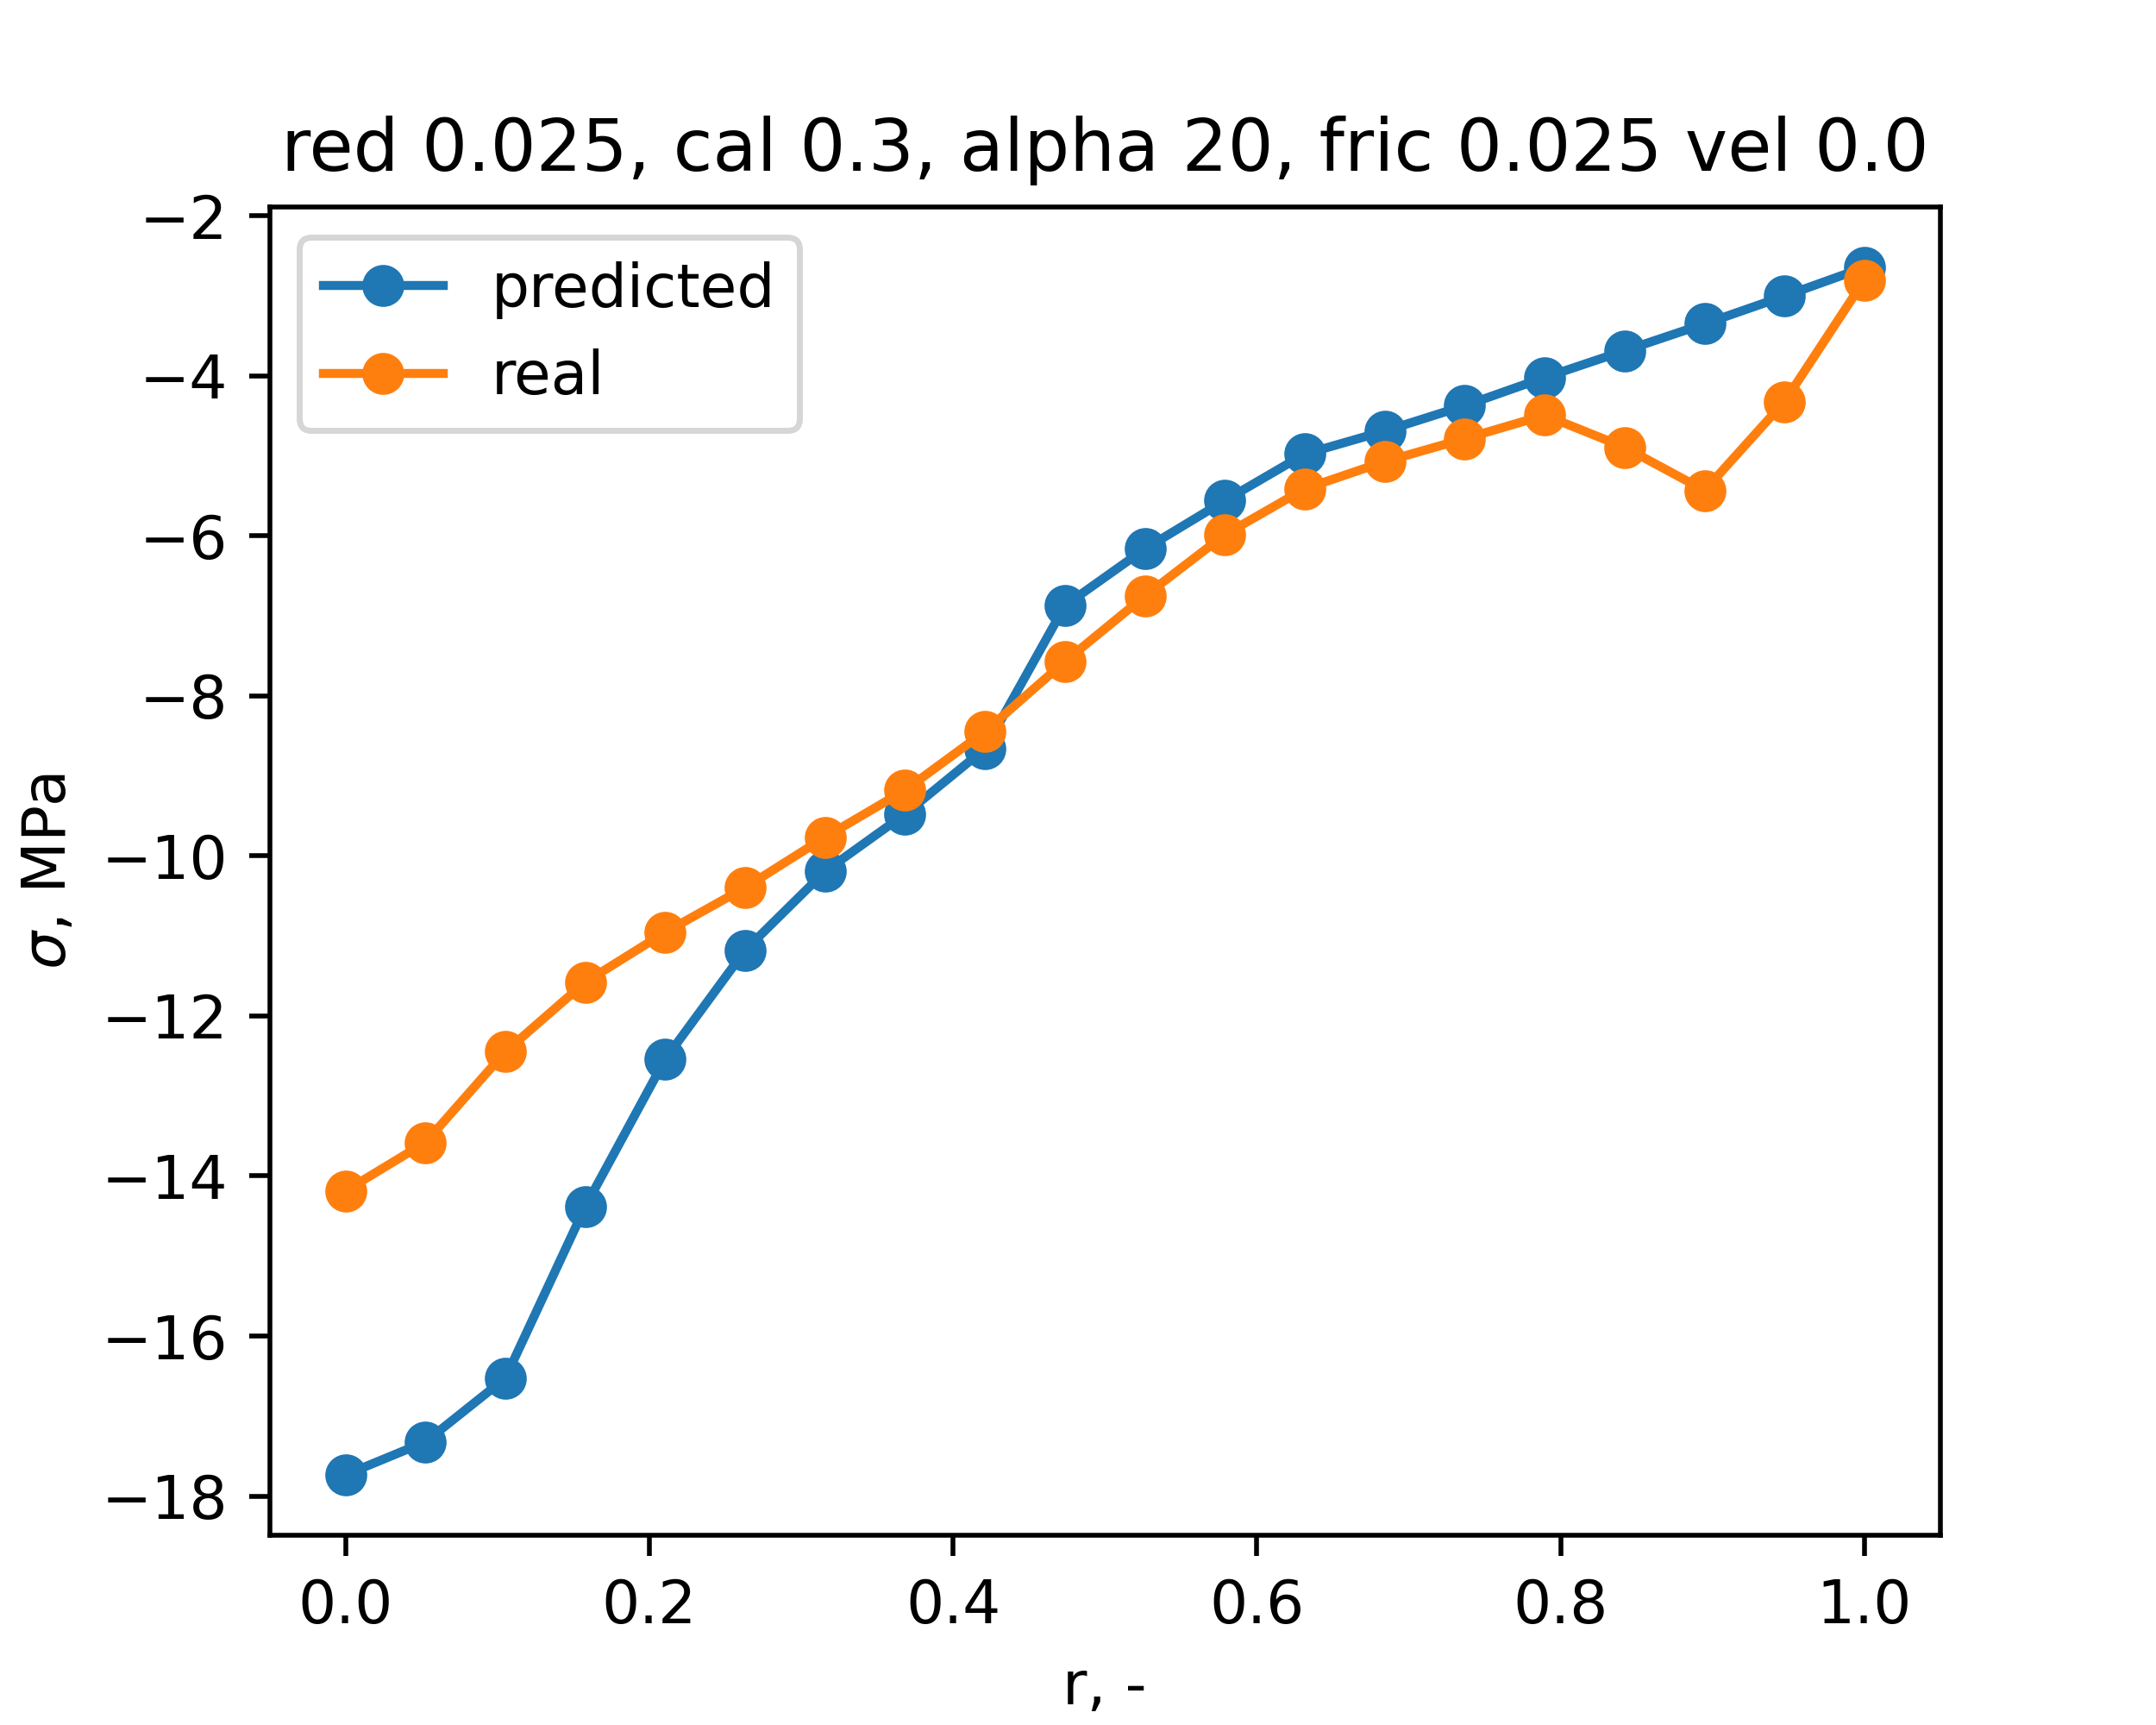 red 0.025, cal 0.3, alpha 20, fric 0.025 vel 0.0
predicted
real
−2
−4
−6
−8
−10
−12
−14
−16
−18
σ, MPa
0.0 0.2 0.4 0.6 0.8 1.0
r, -